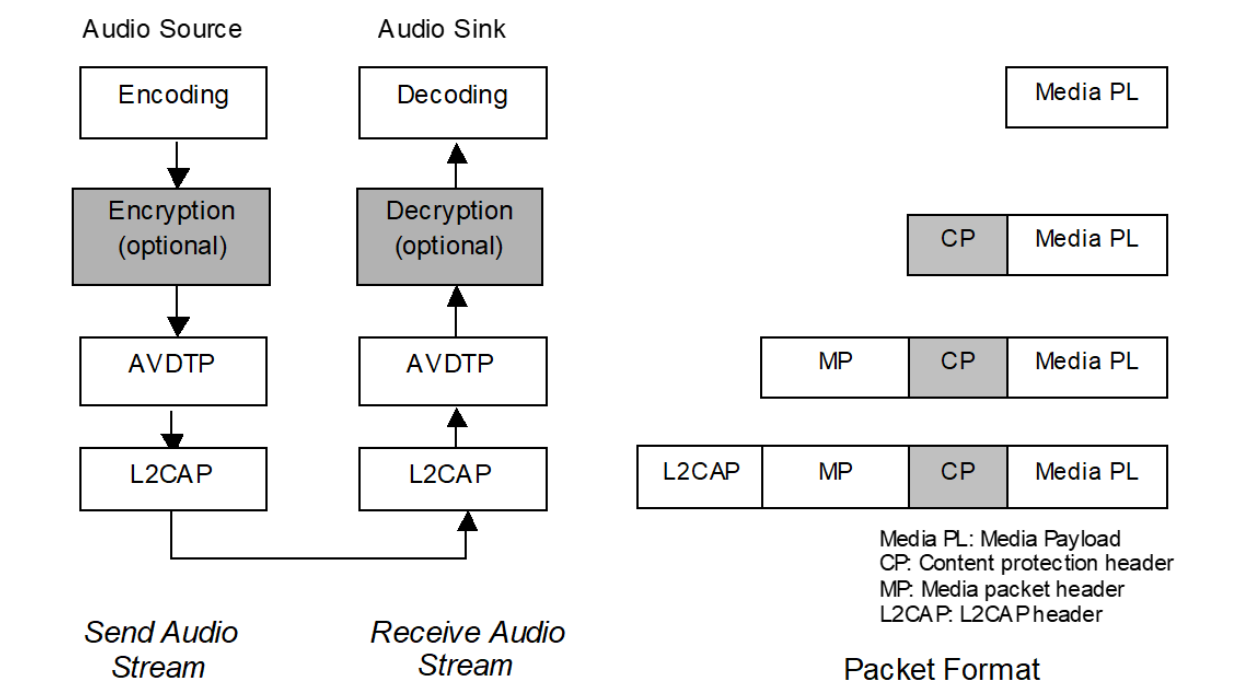 Audio Source
Audio Sink
Encoding
Decoding
Media PL
Encryption
(optional)
Decryption
(optional)
CP
Media PL
AVDTP
AVDTP
MP
CP
Media PL
L2CAP
L2CAP
L2CAP
MP
CP
Media PL
Media PL: Media Payload
CP: Content protection header
MP: Media packet header
L2CAP: L2CAP header
Send Audio
Stream
Receive Audio
Stream
Packet Format